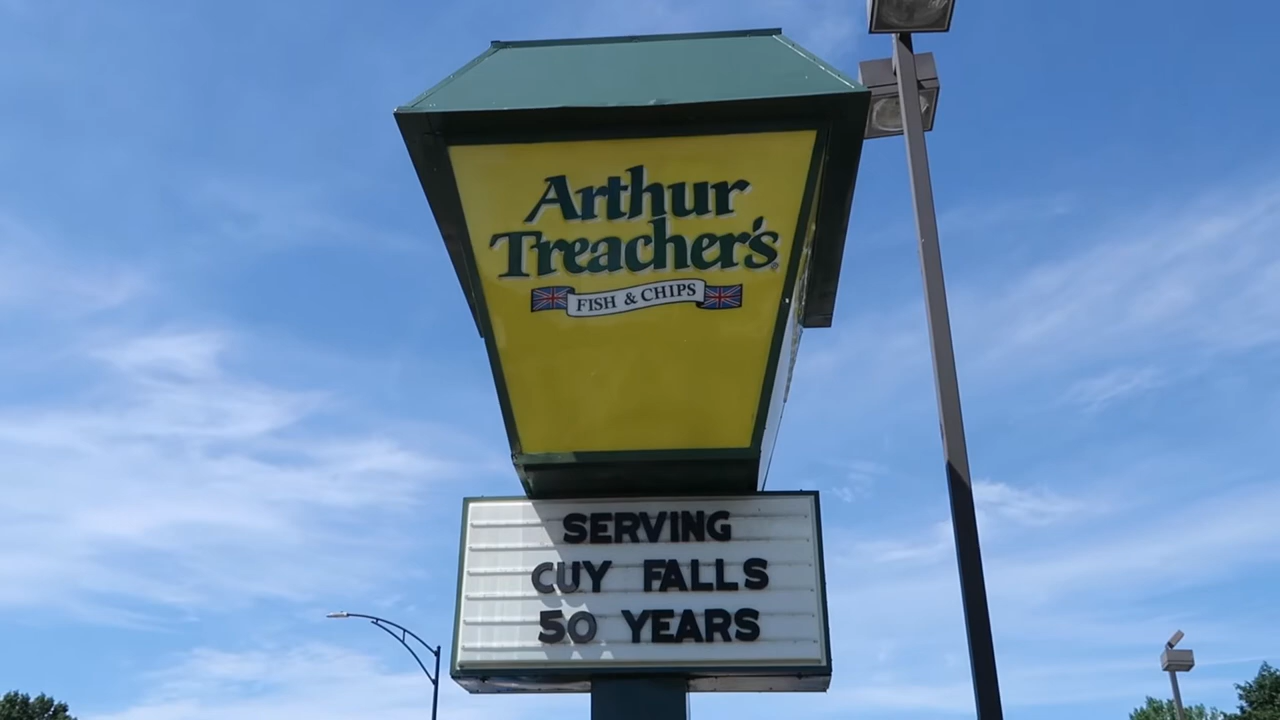 Arthur
Treacher's
FISH & CHIPS
SERVING
CUY FALLS
50 YEARS